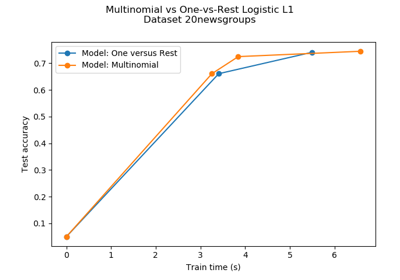 Multinomial vs One-vs-Rest Logistic L1
Dataset 20newsgroups
Model: One versus Rest
Model: Multinomial
Test accuracy
0.7
0.6
0.5
0.4
0.3
0.2
0.1
0 1 2 3 4 5 6
Train time (s)